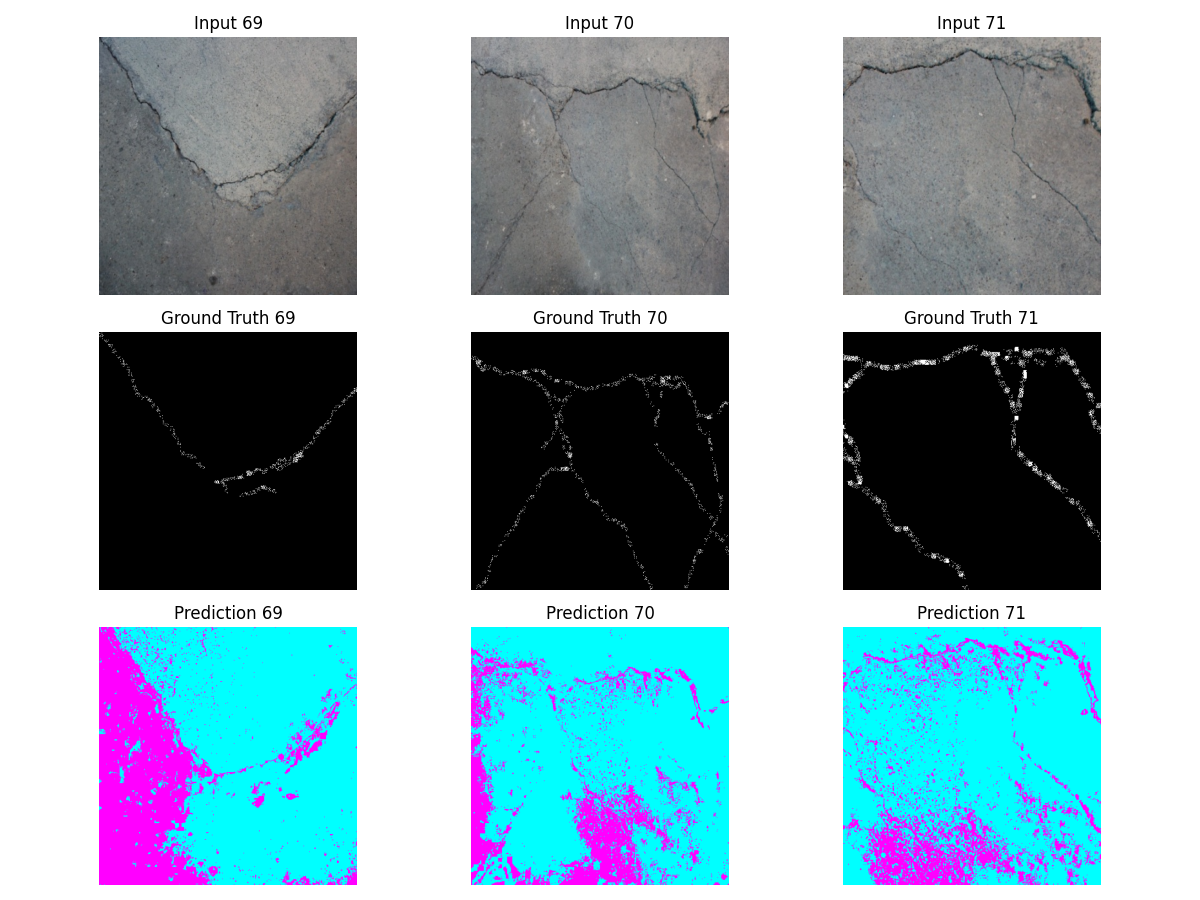 Input 69
Input 70
Input 71
Ground Truth 69
Ground Truth 70
Ground Truth 71
Prediction 69
Prediction 70
Prediction 71